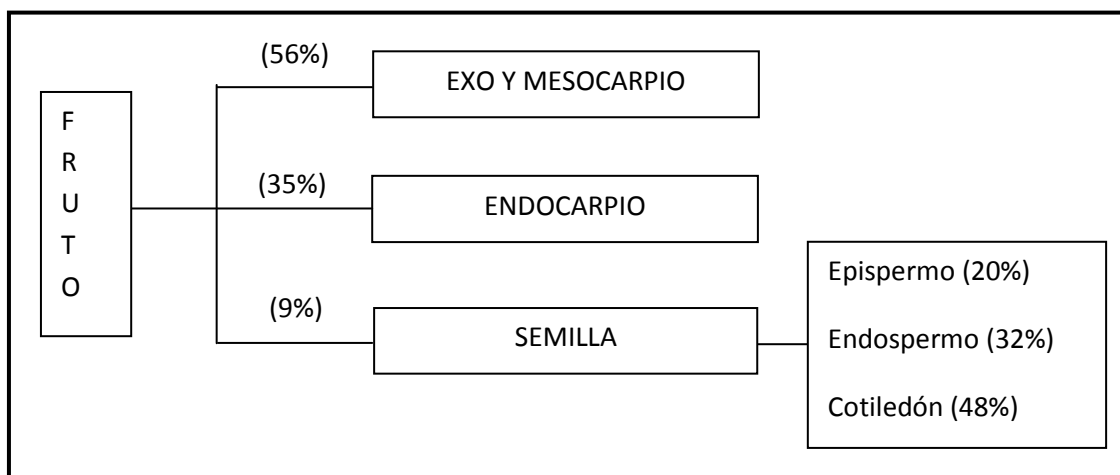 (56%)
EXO Y MESOCARPIO
F
R
U
T
O
(35%)
ENDOCARPIO
(9%)
SEMILLA
Epispermo (20%)
Endospermo (32%)
Cotiledón (48%)